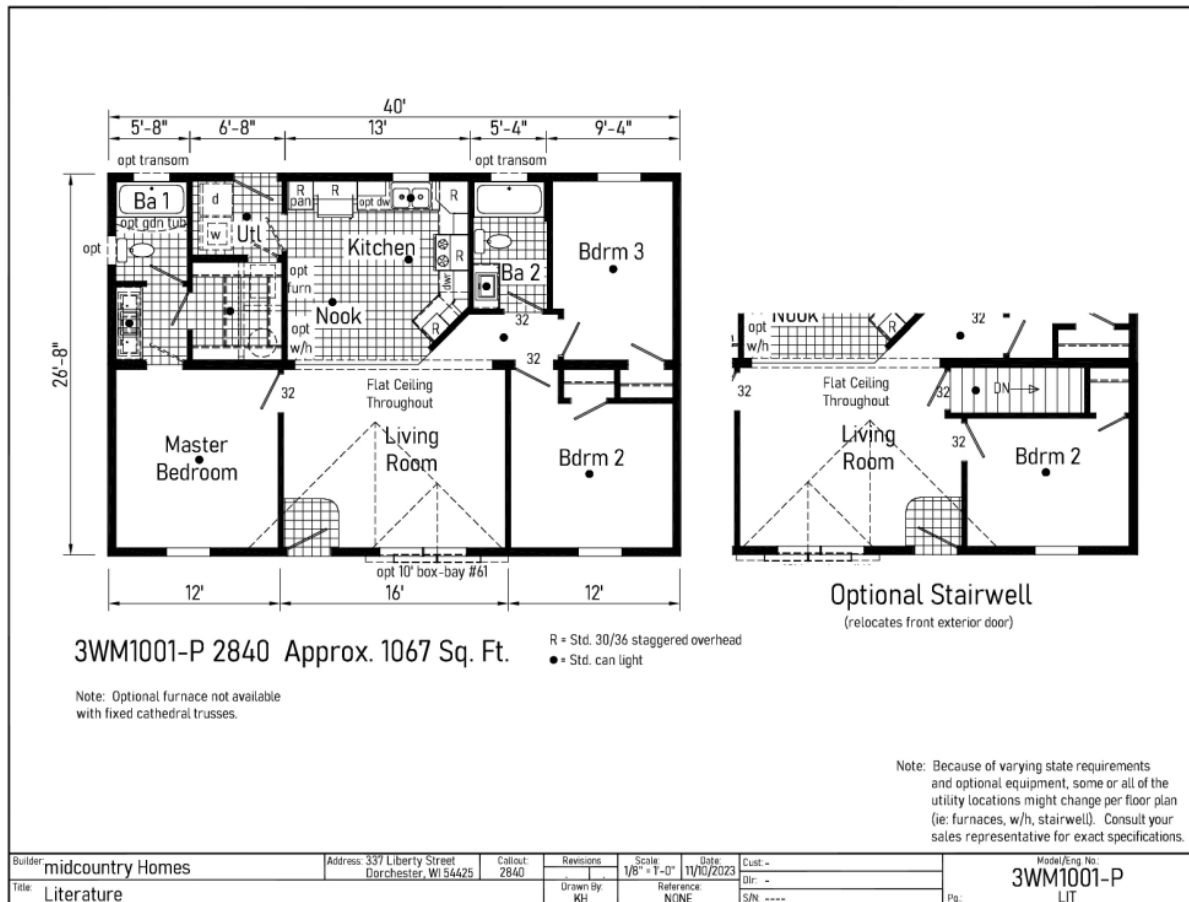 40'
5'-8" 6'-8" 13' 5'-4" 9'-4"
opt transom
opt transom
26'-8"
Ba 1
opt gdn tub
opt
d
w
Utl
R
pan
R
opt dw
R
Kitchen
R
dwr
R
Nook
opt
furn
opt
w/h
Ba 2
Bdrm 3
32
32
32
Flat Ceiling
Throughout
Master
Bedroom
Living
Room
Bdrm 2
opt 10' box-bay #61
12' 16' 12'
NOOK
opt
w/h
R
32
32
Flat Ceiling
Throughout
32
DN
Living
Room
32
Bdrm 2
Optional Stairwell
(relocates front exterior door)
3WM1001-P 2840 Approx. 1067 Sq. Ft.
R = Std. 30/36 staggered overhead
● = Std. can light
Note: Optional furnace not available
with fixed cathedral trusses.
Note: Because of varying state requirements
and optional equipment, some or all of the
utility locations might change per floor plan
(ie: furnaces, w/h, stairwell). Consult your
sales representative for exact specifications.
Builder: midcountry Homes
Address: 337 Liberty Street
Dorchester, WI 54425
Callout:
2840
Revisions
Scale:
1/8" = 1'-0"
Date:
11/10/2023
Cust: -
Dlr: -
S/N: ----
Model/Eng. No.:
3WM1001-P
Title: Literature
Drawn By:
KH
Reference:
NONE
Pg.: LIT